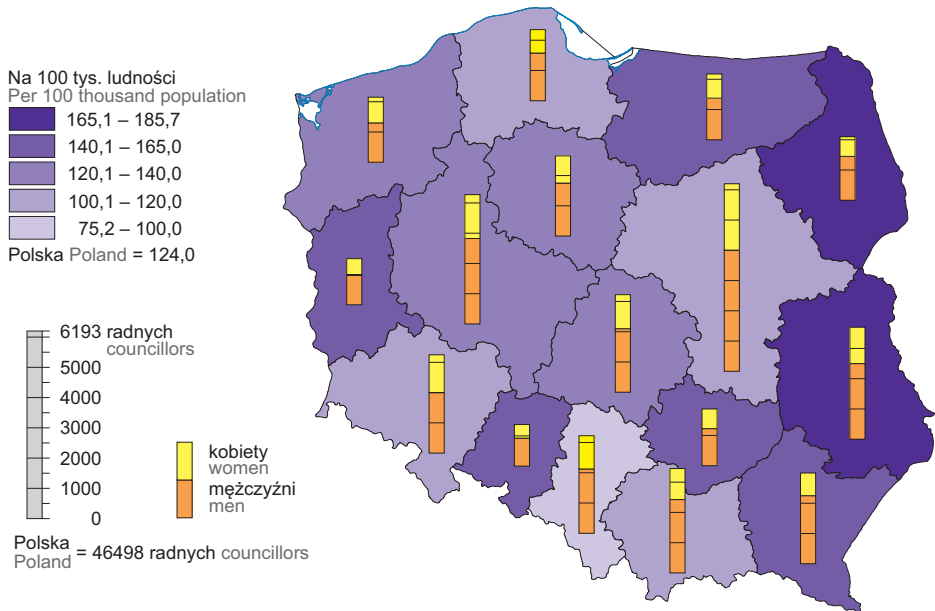 Na 100 tys. ludności
Per 100 thousand population
165,1 – 185,7
140,1 – 165,0
120,1 – 140,0
100,1 – 120,0
75,2 – 100,0
Polska Poland = 124,0
6193 radnych
councillors
5000
4000
3000
2000
1000
0
kobiety
women
mężczyźni
men
Polska
Poland = 46498 radnych councillors